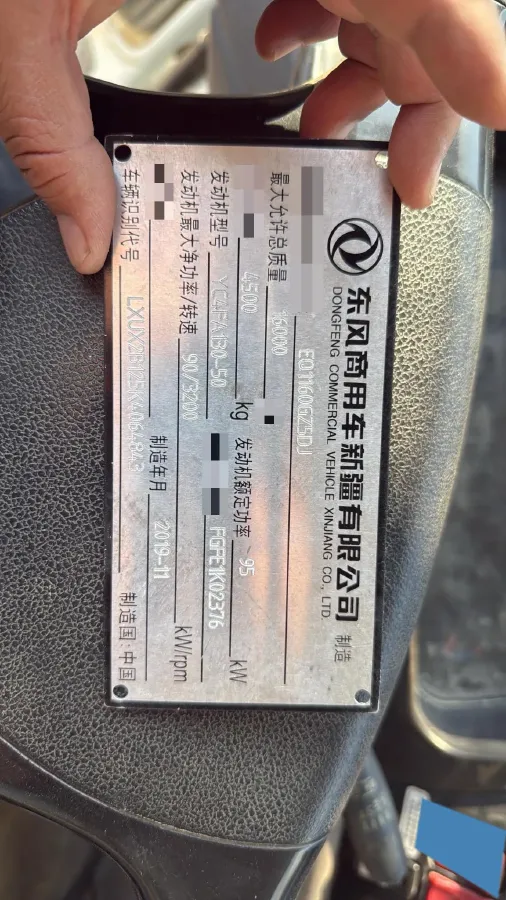 东风商用车新疆有限公司 制造
DONGFENG COMMERCIAL VEHICLE XINJIANG CO., LTD
EQ1160GZ5DJ
最大允许总质量 16000
4500 kg 发动机额定功率 95 kW
发动机型号 YC4FA130-50 FGPE1K02376
发动机最大净功率/转速 90/3200 kW/rpm
制造年月 2019-11
车辆识别代号 制造国:中国